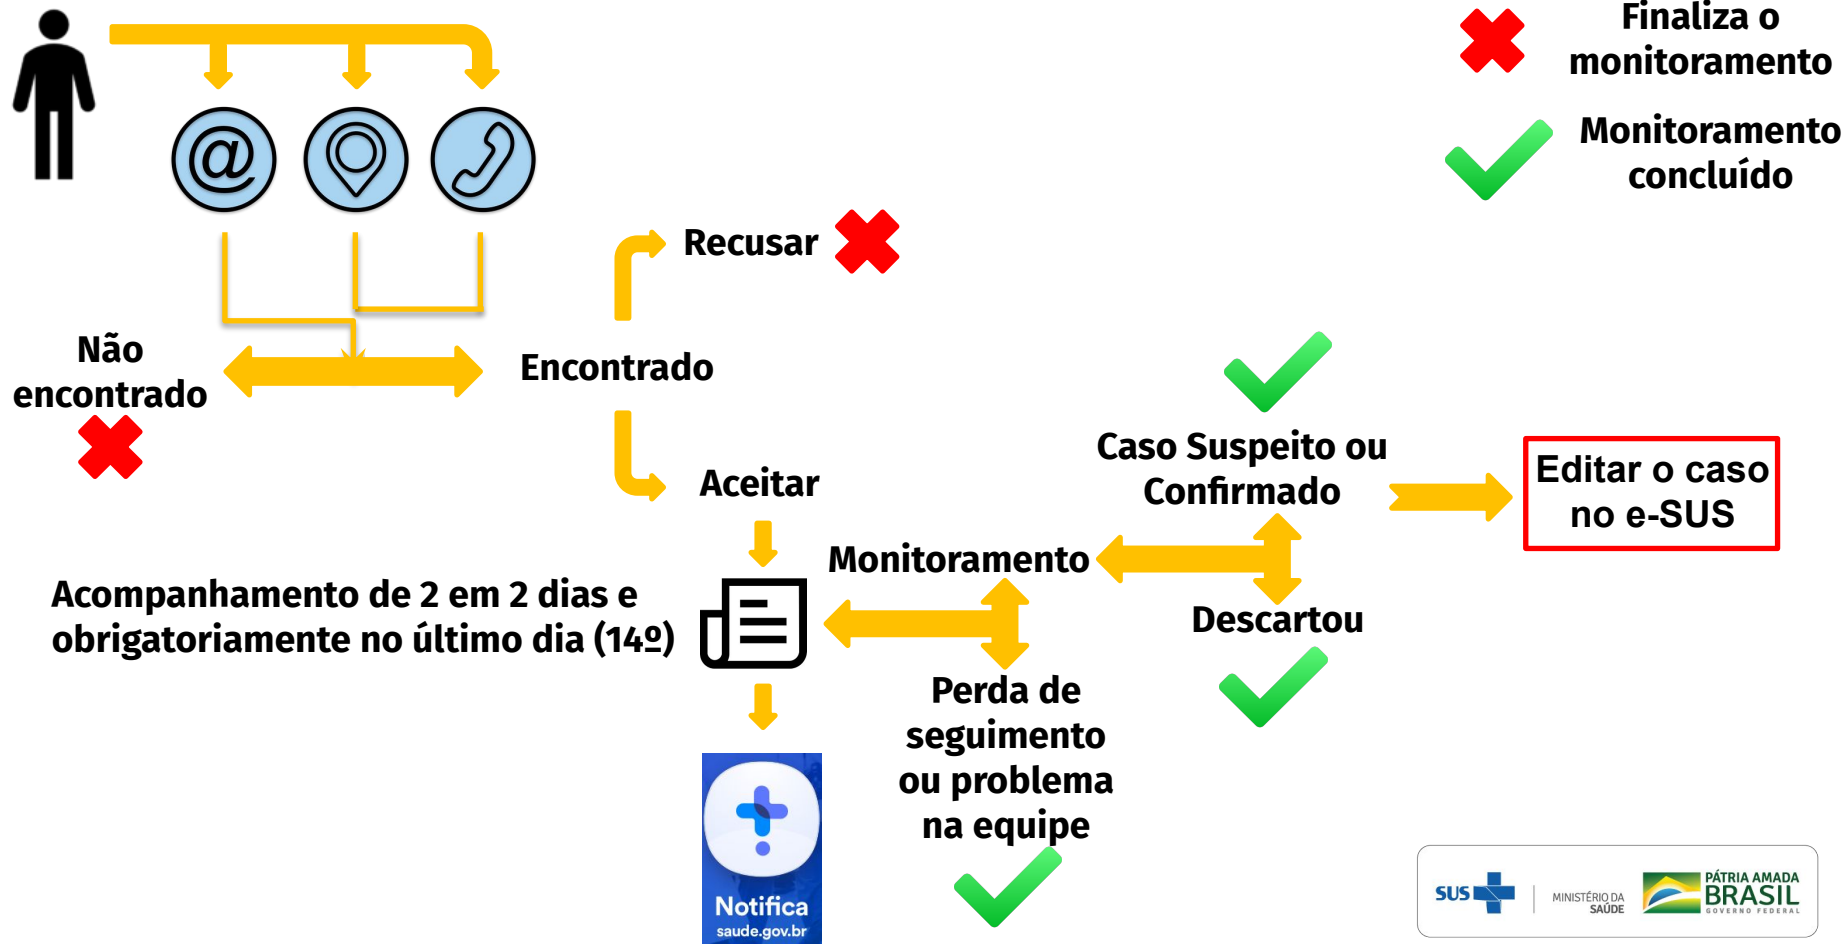 Finaliza o
monitoramento
Monitoramento
concluído
@
Recusar
Não
encontrado
Encontrado
Aceitar
Caso Suspeito ou
Confirmado
Editar o caso
no e-SUS
Monitoramento
Acompanhamento de 2 em 2 dias e
obrigatoriamente no último dia (14º)
Descartou
Perda de
seguimento
ou problema
na equipe
Notifica
saude.gov.br
SUS
MINISTÉRIO DA
SAÚDE
PÁTRIA AMADA
BRASIL
GOVERNO FEDERAL